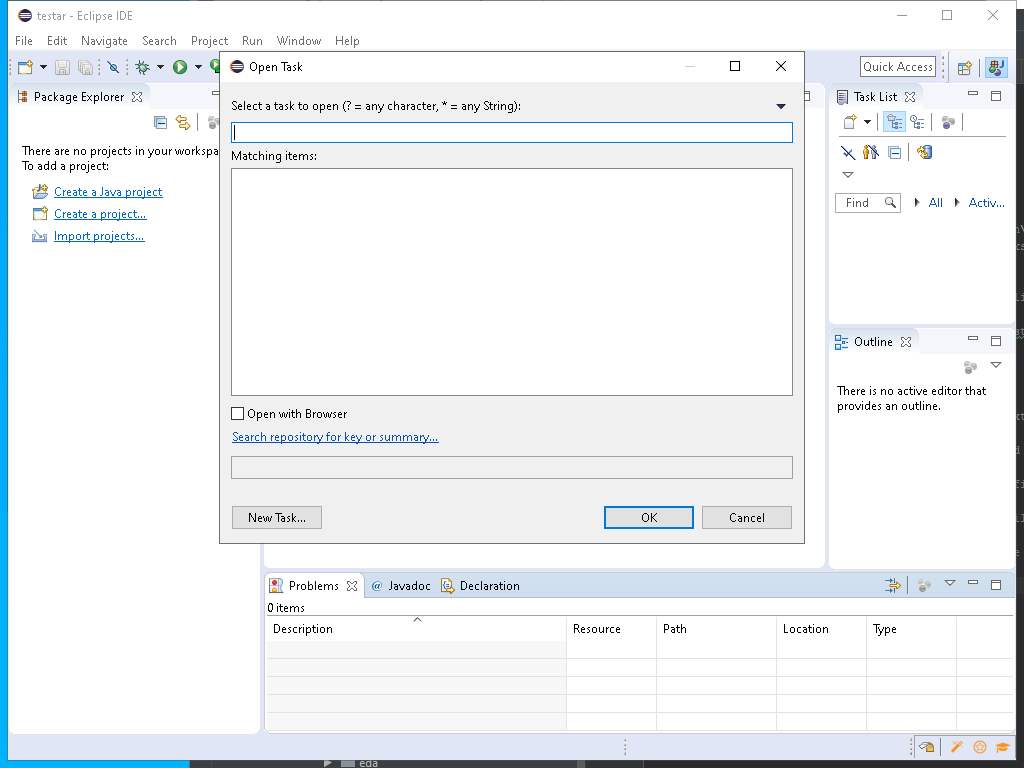 testar - Eclipse IDE
File Edit Navigate Search Project Run Window Help
Quick Access
Package Explorer
There are no projects in your workspa
To add a project:
Create a Java project
Create a project...
Import projects...
Open Task
Select a task to open (? = any character, * = any String):
Matching items:
Open with Browser
Search repository for key or summary...
New Task... OK Cancel
Task List
Find All Activ...
Outline
There is no active editor that
provides an outline.
Problems @ Javadoc Declaration
0 items
Description Resource Path Location Type
eda